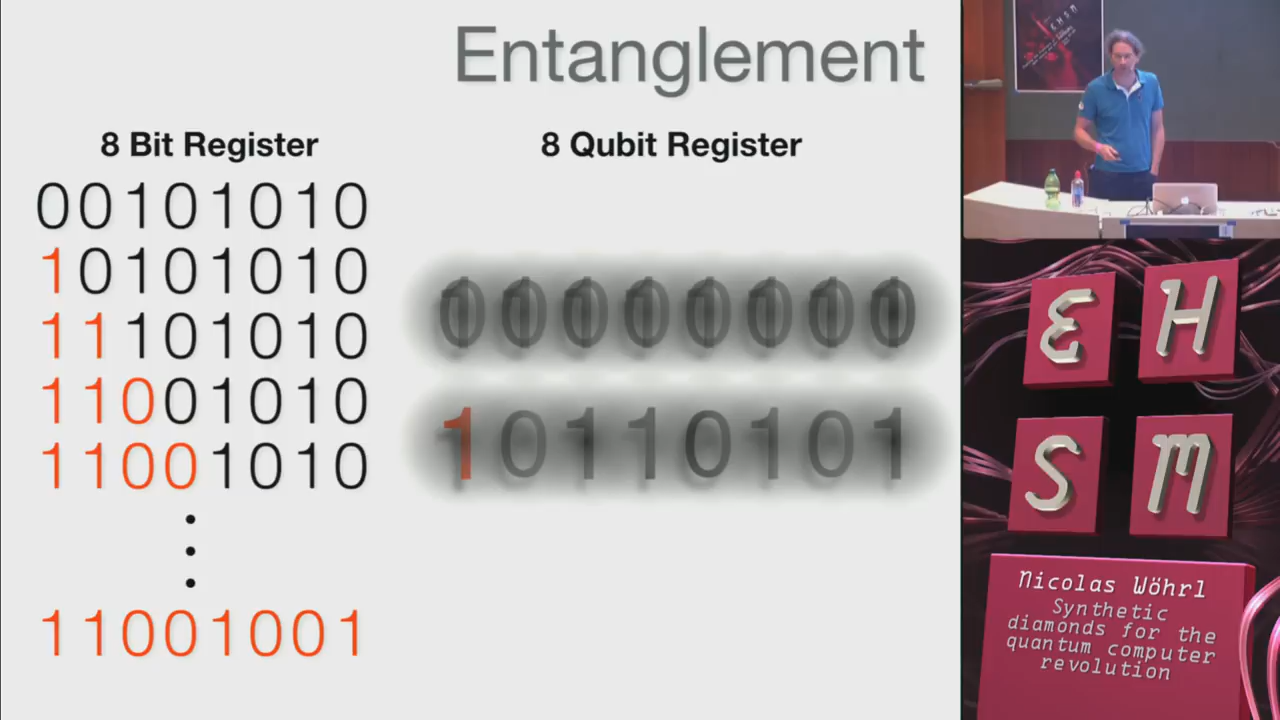 Entanglement
8 Bit Register
00101010
10101010
11101010
11001010
11001010
11001001
8 Qubit Register
10110101
EHSM
Nicolas Wöhrl
Synthetic
diamonds for the
quantum computer
revolution